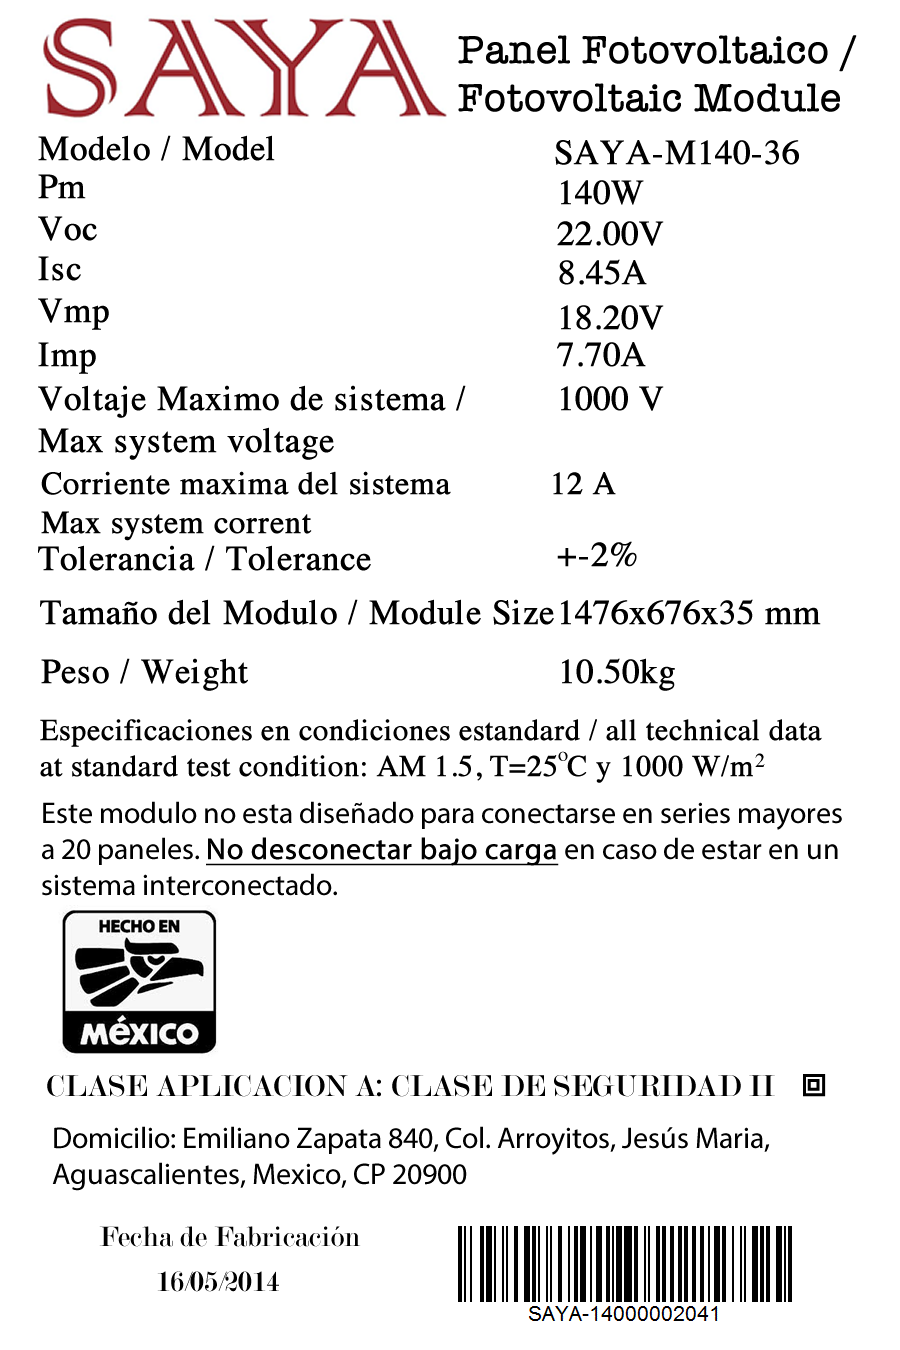 SAYA
Panel Fotovoltaico /
Fotovoltaic Module
Modelo / Model SAYA-M140-36
Pm 140W
Voc 22.00V
Isc 8.45A
Vmp 18.20V
Imp 7.70A
Voltaje Maximo de sistema / 1000 V
Max system voltage
Corriente maxima del sistema 12 A
Max system corrent
Tolerancia / Tolerance +-2%
Tamaño del Modulo / Module Size 1476x676x35 mm
Peso / Weight 10.50kg
Especificaciones en condiciones estandard / all technical data
at standard test condition: AM 1.5, T=25°C y 1000 W/m²
Este modulo no esta diseñado para conectarse en series mayores
a 20 paneles. No desconectar bajo carga en caso de estar en un
sistema interconectado.
HECHO EN
MÉXICO
CLASE APLICACION A: CLASE DE SEGURIDAD II
Domicilio: Emiliano Zapata 840, Col. Arroyitos, Jesús Maria,
Aguascalientes, Mexico, CP 20900
Fecha de Fabricación
16/05/2014
SAYA-14000002041